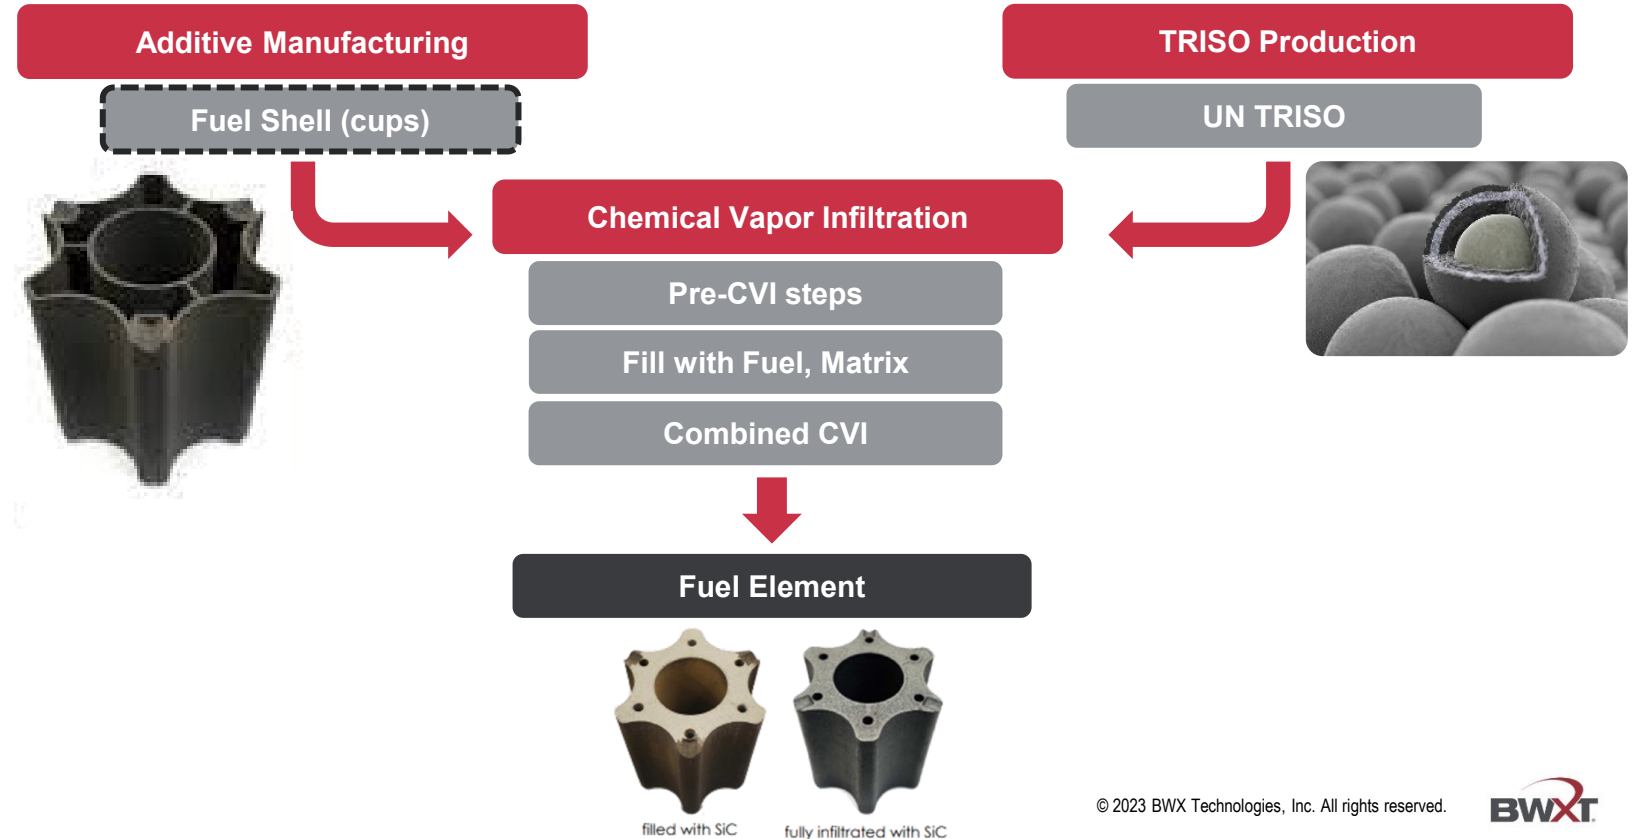 Additive Manufacturing
TRISO Production
Fuel Shell (cups)
UN TRISO
Chemical Vapor Infiltration
Pre-CVI steps
Fill with Fuel, Matrix
Combined CVI
Fuel Element
filled with SiC
fully infiltrated with SiC
© 2023 BWX Technologies, Inc. All rights reserved.
BWXT